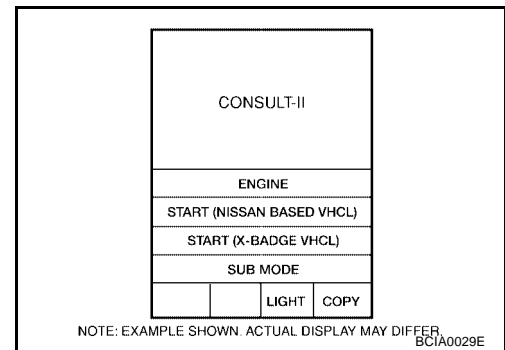 CONSULT-II
ENGINE
START (NISSAN BASED VHCL)
START (X-BADGE VHCL)
SUB MODE
LIGHT COPY
NOTE: EXAMPLE SHOWN. ACTUAL DISPLAY MAY DIFFER.
BCIA0029E